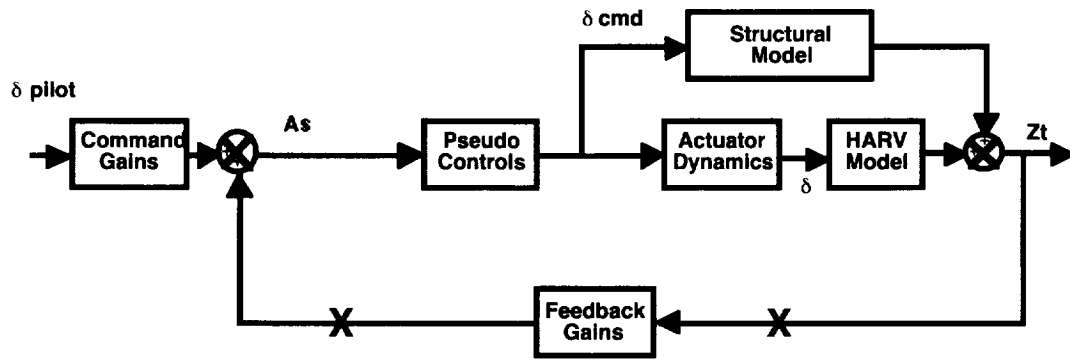 δ cmd
Structural
Model
δ pilot
Command
Gains
As
Pseudo
Controls
Actuator
Dynamics
δ
HARV
Model
Zt
X
Feedback
Gains
X